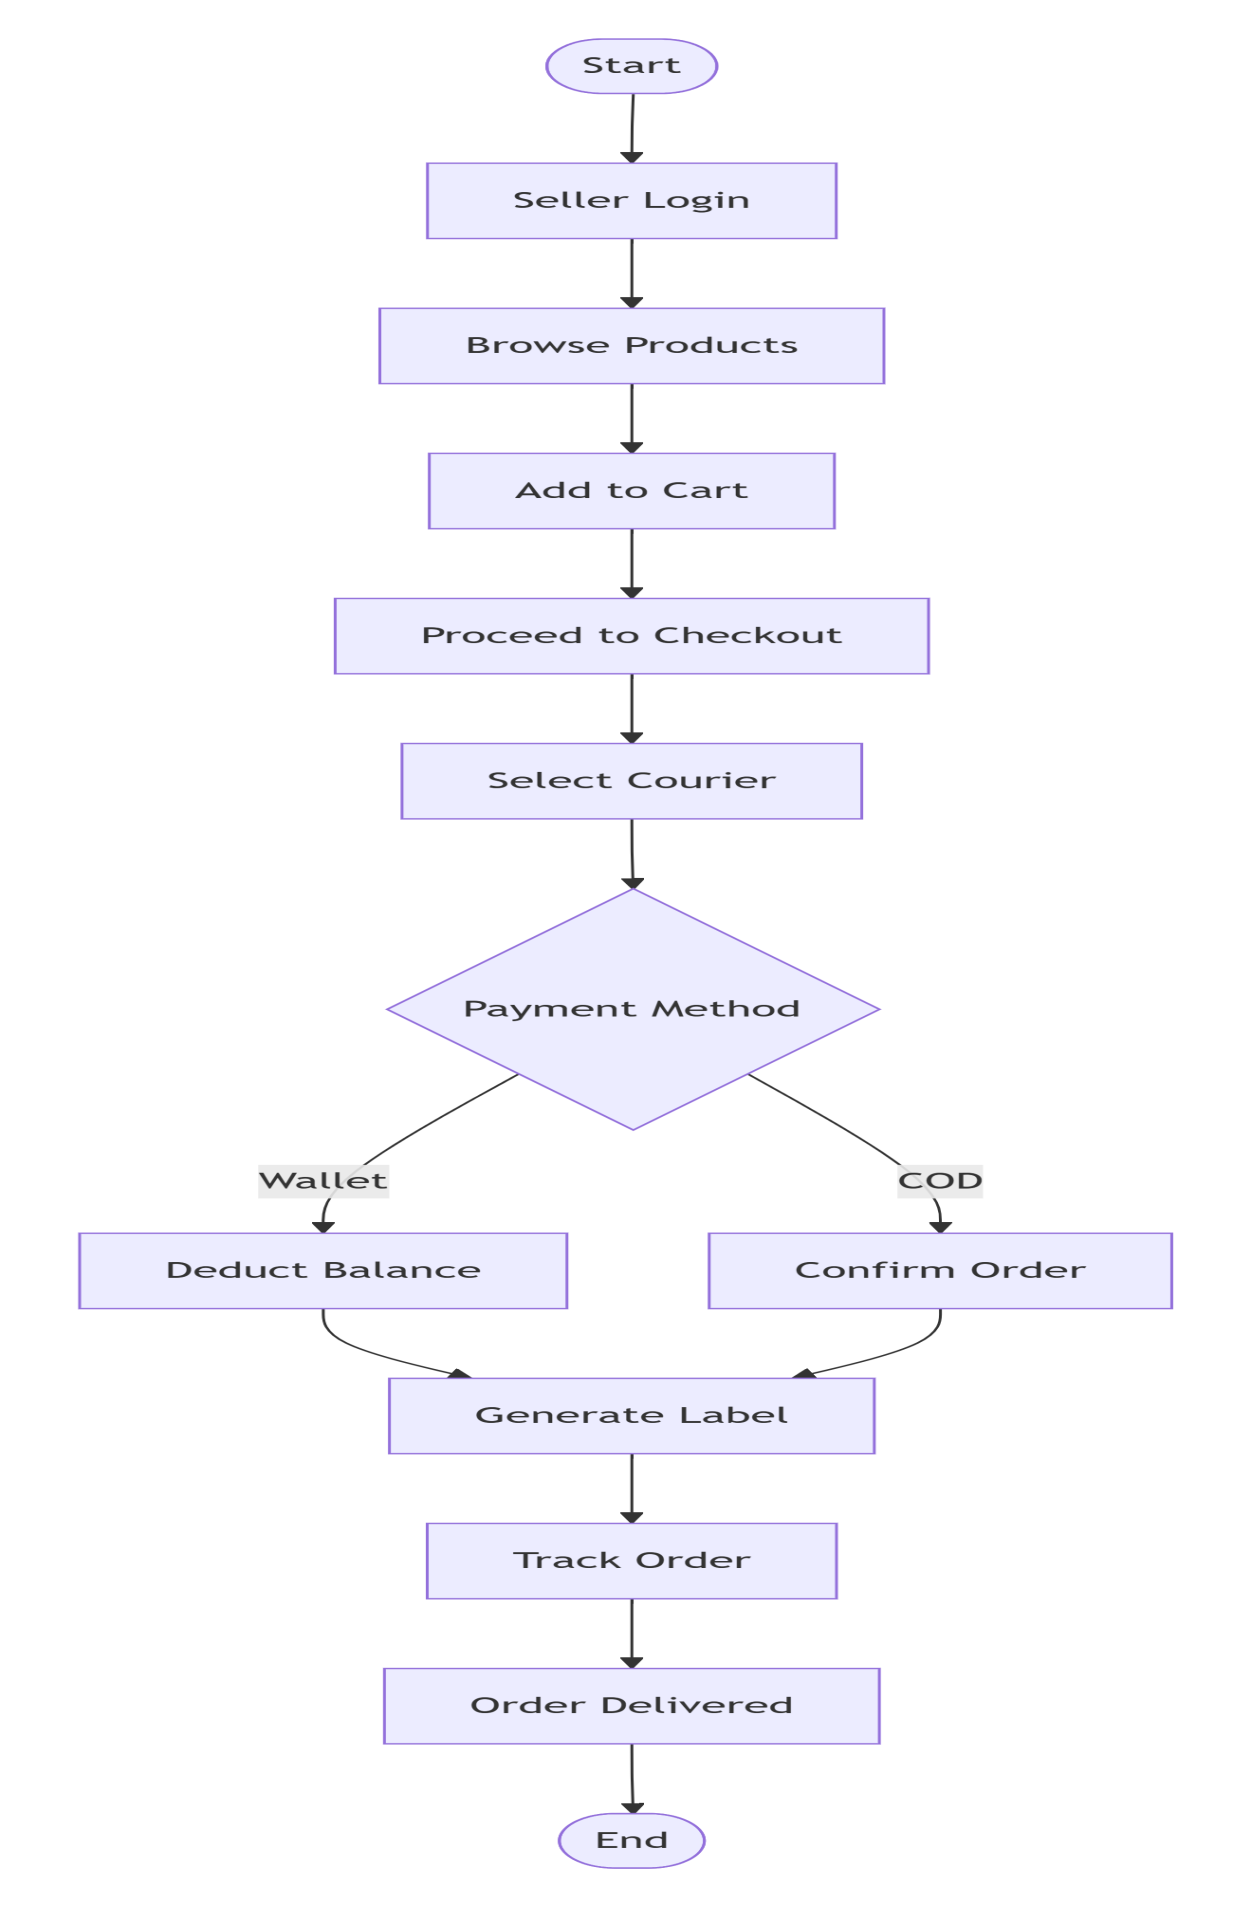 Start
Seller Login
Browse Products
Add to Cart
Proceed to Checkout
Select Courier
Payment Method
Wallet
COD
Deduct Balance
Confirm Order
Generate Label
Track Order
Order Delivered
End